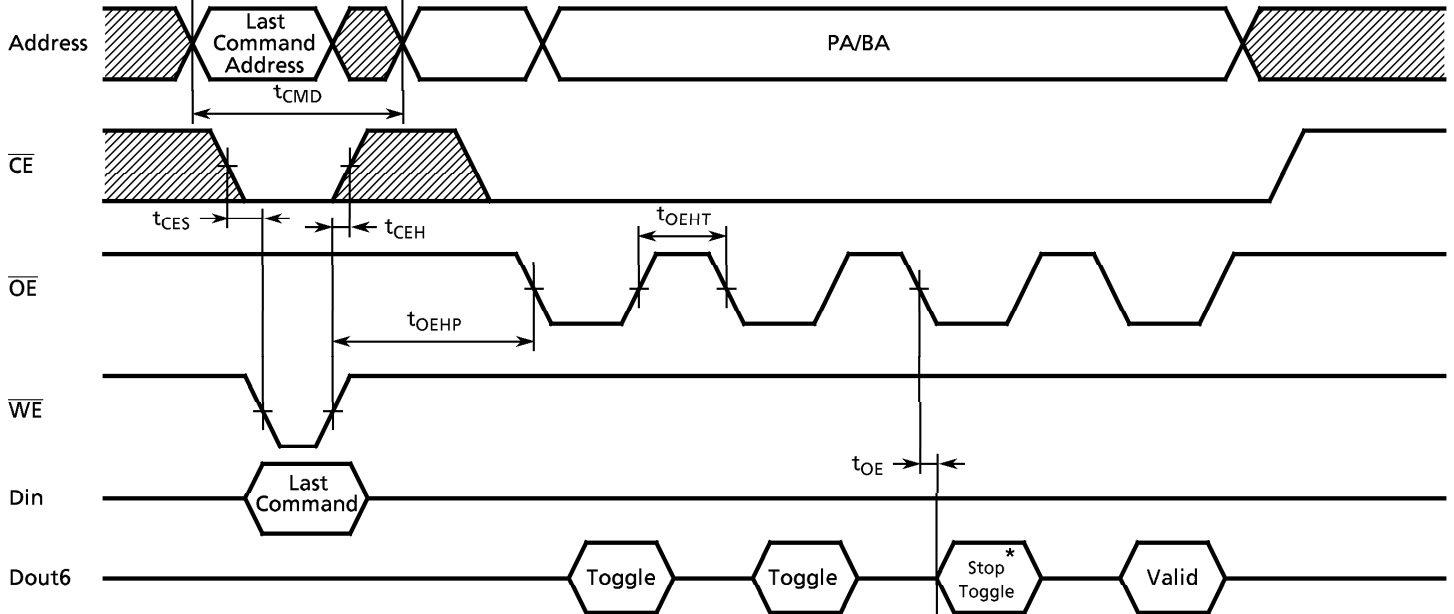 Address
Last
Command
Address
PA/BA
tCMD
CE
tCES
tCEH
tOEHT
OE
tOEHP
WE
tOE
Din
Last
Command
Dout6
Toggle
Toggle
Stop *
Toggle
Valid